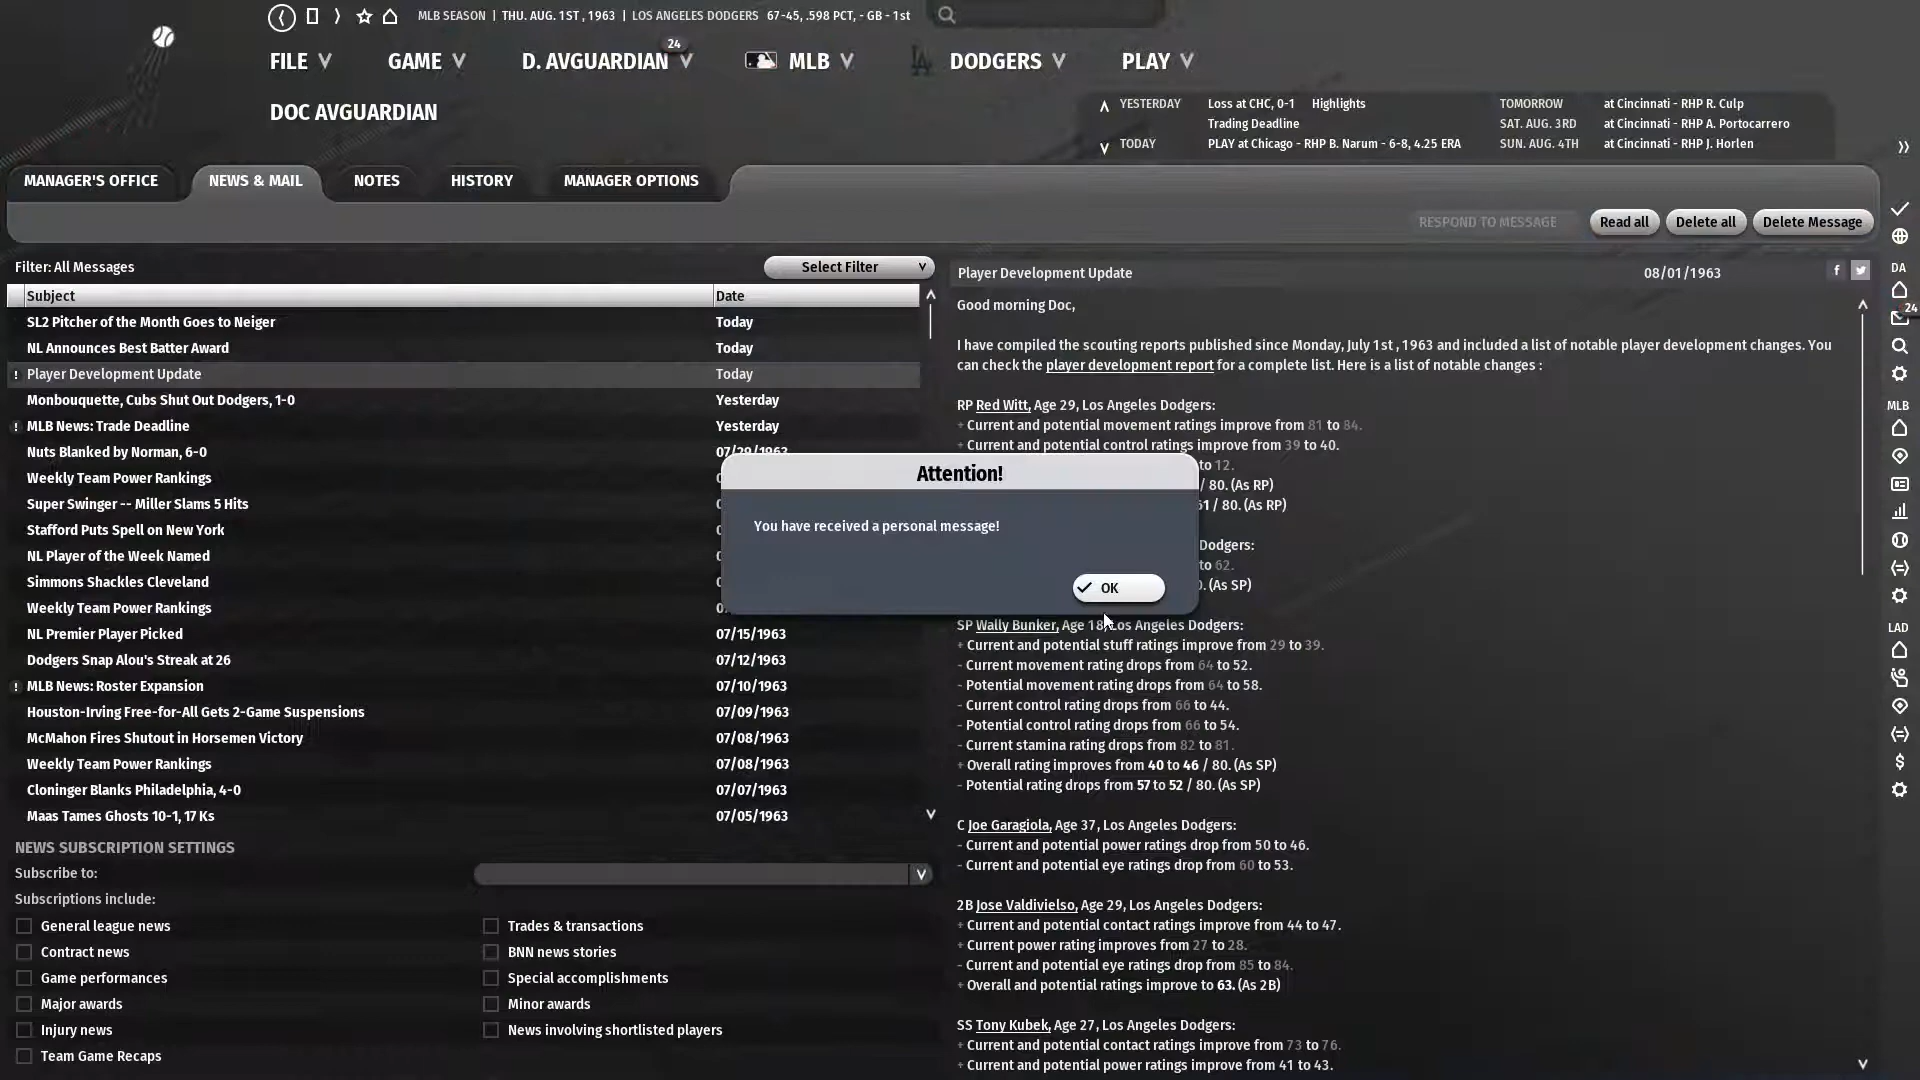 MLB SEASON | THU. AUG. 1ST , 1963 | LOS ANGELES DODGERS 67-45, .598 PCT, - GB - 1st
24
FILE GAME D. AVGUARDIAN MLB DODGERS PLAY
DOC AVGUARDIAN
YESTERDAY Loss at CHC, 0-1 Highlights TOMORROW at Cincinnati - RHP R. Culp
Trading Deadline SAT. AUG. 3RD at Cincinnati - RHP A. Portocarrero
TODAY PLAY at Chicago - RHP B. Narum - 6-8, 4.25 ERA SUN. AUG. 4TH at Cincinnati - RHP J. Horlen
MANAGER'S OFFICE NEWS & MAIL NOTES HISTORY MANAGER OPTIONS
RESPOND TO MESSAGE Read all Delete all Delete Message
Filter: All Messages Select Filter
Subject Date
SL2 Pitcher of the Month Goes to Neiger Today
NL Announces Best Batter Award Today
! Player Development Update Today
Monbouquette, Cubs Shut Out Dodgers, 1-0 Yesterday
! MLB News: Trade Deadline Yesterday
Nuts Blanked by Norman, 6-0 07/29/1963
Weekly Team Power Rankings
Super Swinger -- Miller Slams 5 Hits
Stafford Puts Spell on New York
NL Player of the Week Named
Simmons Shackles Cleveland
Weekly Team Power Rankings
NL Premier Player Picked 07/15/1963
Dodgers Snap Alou's Streak at 26 07/12/1963
! MLB News: Roster Expansion 07/10/1963
Houston-Irving Free-for-All Gets 2-Game Suspensions 07/09/1963
McMahon Fires Shutout in Horsemen Victory 07/08/1963
Weekly Team Power Rankings 07/08/1963
Cloninger Blanks Philadelphia, 4-0 07/07/1963
Maas Tames Ghosts 10-1, 17 Ks 07/05/1963
NEWS SUBSCRIPTION SETTINGS
Subscribe to:
Subscriptions include:
General league news Trades & transactions
Contract news BNN news stories
Game performances Special accomplishments
Major awards Minor awards
Injury news News involving shortlisted players
Team Game Recaps
Player Development Update 08/01/1963 f
Good morning Doc,
I have compiled the scouting reports published since Monday, July 1st , 1963 and included a list of notable player development changes. You
can check the player development report for a complete list. Here is a list of notable changes :
RP Red Witt, Age 29, Los Angeles Dodgers:
+ Current and potential movement ratings improve from 81 to 84.
+ Current and potential control ratings improve from 39 to 40.
to 12.
/ 80. (As RP)
61 / 80. (As RP)
Dodgers:
to 62.
(As SP)
SP Wally Bunker, Age 18, Los Angeles Dodgers:
+ Current and potential stuff ratings improve from 29 to 39.
- Current movement rating drops from 64 to 52.
- Potential movement rating drops from 64 to 58.
- Current control rating drops from 66 to 44.
- Potential control rating drops from 66 to 54.
- Current stamina rating drops from 82 to 81.
+ Overall rating improves from 40 to 46 / 80. (As SP)
- Potential rating drops from 57 to 52 / 80. (As SP)
C Joe Garagiola, Age 37, Los Angeles Dodgers:
- Current and potential power ratings drop from 50 to 46.
- Current and potential eye ratings drop from 60 to 53.
2B Jose Valdivielso, Age 29, Los Angeles Dodgers:
+ Current and potential contact ratings improve from 44 to 47.
+ Current power rating improves from 27 to 28.
- Current and potential eye ratings drop from 85 to 84.
+ Overall and potential ratings improve to 63. (As 2B)
SS Tony Kubek, Age 27, Los Angeles Dodgers:
+ Current and potential contact ratings improve from 73 to 76.
+ Current and potential power ratings improve from 41 to 43.
Attention!
You have received a personal message!
OK
DA
24
MLB
LAD
$